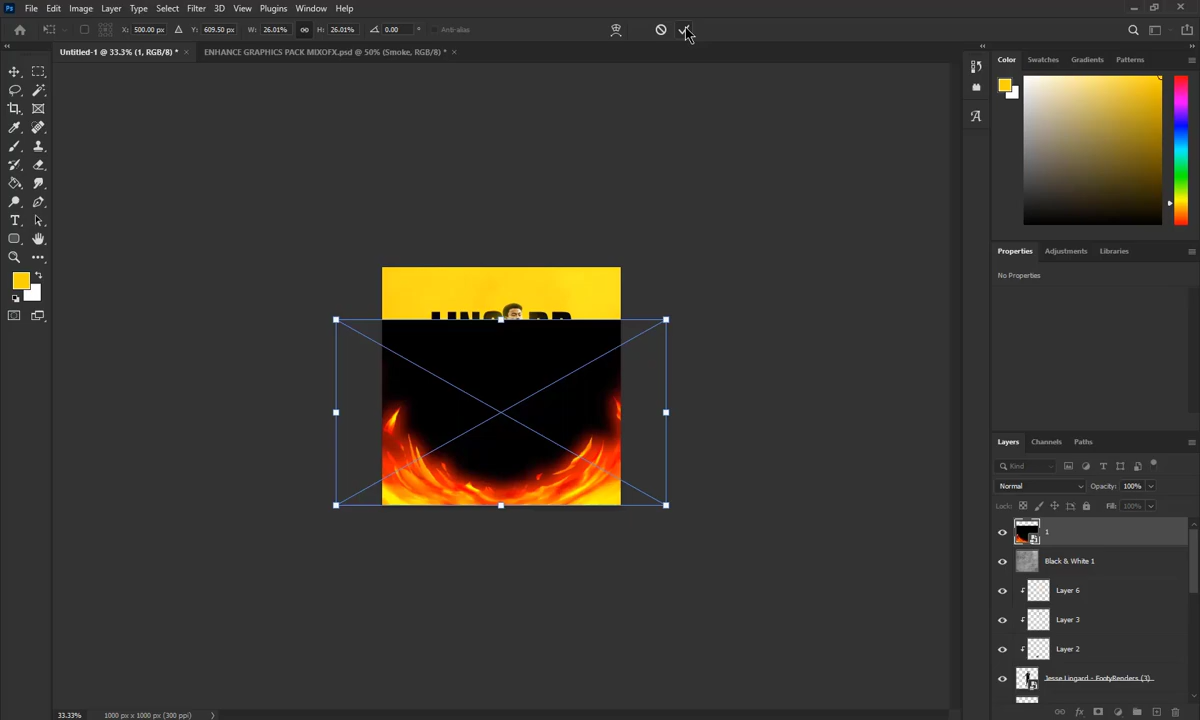 Ps File Edit Image Layer Type Select Filter 3D View Plugins Window Help
X: 500.00 px Y: 609.50 px W: 26.01% H: 26.01% 0.00 ° Anti-alias
Untitled-1 @ 33.3% (1, RGB/8) * × ENHANCE GRAPHICS PACK MIXOFX.psd @ 50% (Smoke, RGB/8) * ×
Color Swatches Gradients Patterns
A
T
Properties Adjustments Libraries
No Properties
Layers Channels Paths
Kind
Normal Opacity: 100%
Lock: Fill: 100%
1
Black & White 1
Layer 6
Layer 3
Layer 2
Jesse Lingard - FootyRenders (3)
fx
33.33% 1000 px x 1000 px (300 ppi)